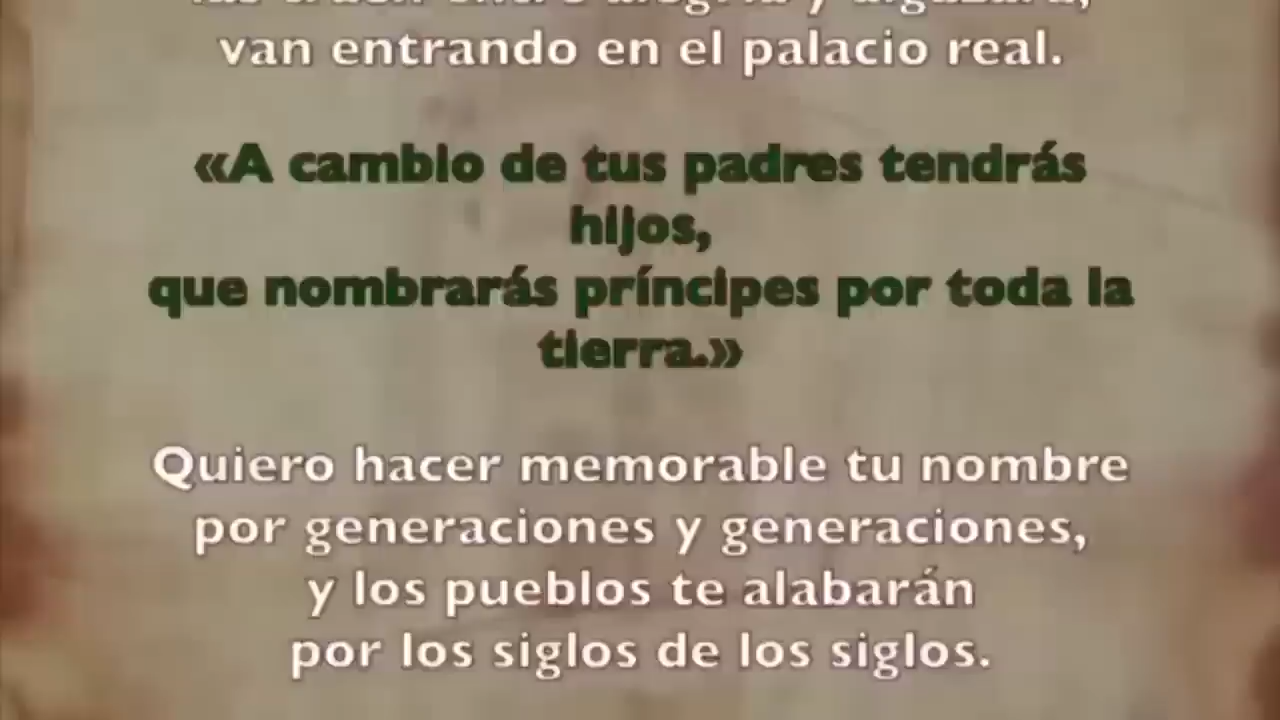 van entrando en el palacio real.
«A cambio de tus padres tendrás
hijos,
que nombrarás príncipes por toda la
tierra.»
Quiero hacer memorable tu nombre
por generaciones y generaciones,
y los pueblos te alabarán
por los siglos de los siglos.